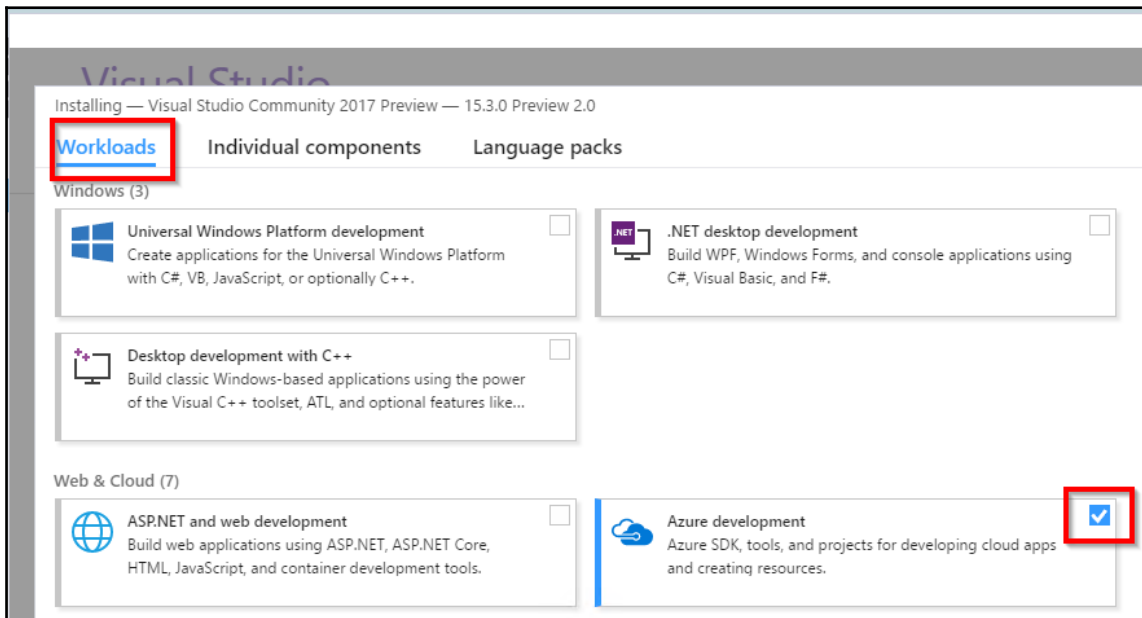 Visual Studio
Installing — Visual Studio Community 2017 Preview — 15.3.0 Preview 2.0
Workloads Individual components Language packs
Windows (3)
Universal Windows Platform development
Create applications for the Universal Windows Platform
with C#, VB, JavaScript, or optionally C++.
.NET
.NET desktop development
Build WPF, Windows Forms, and console applications using
C#, Visual Basic, and F#.
Desktop development with C++
Build classic Windows-based applications using the power
of the Visual C++ toolset, ATL, and optional features like...
Web & Cloud (7)
ASP.NET and web development
Build web applications using ASP.NET, ASP.NET Core,
HTML, JavaScript, and container development tools.
Azure development
Azure SDK, tools, and projects for developing cloud apps
and creating resources.